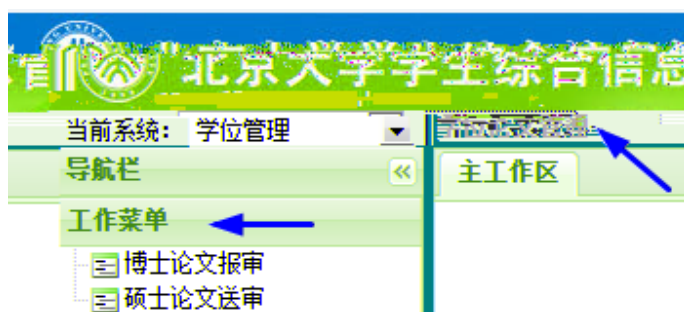 北京大学学生综合信息
当前系统： 学位管理
导航栏
主工作区
工作菜单
博士论文报审
硕士论文送审